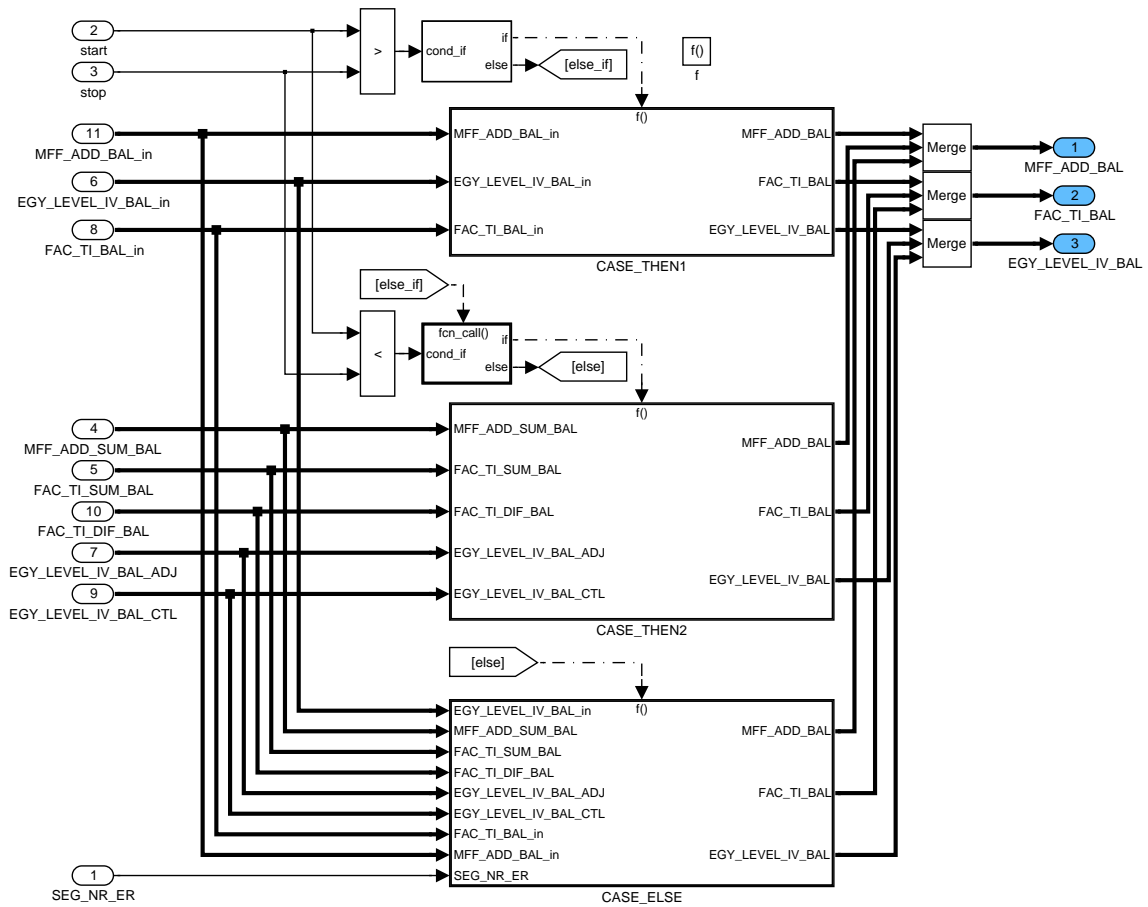 2
start
3
stop
>
cond_if
if
else
[else_if]
f()
f
11
MFF_ADD_BAL_in
6
EGY_LEVEL_IV_BAL_in
8
FAC_TI_BAL_in
f()
MFF_ADD_BAL_in
EGY_LEVEL_IV_BAL_in
FAC_TI_BAL_in
MFF_ADD_BAL
FAC_TI_BAL
EGY_LEVEL_IV_BAL
CASE_THEN1
Merge
Merge
Merge
1
MFF_ADD_BAL
2
FAC_TI_BAL
3
EGY_LEVEL_IV_BAL
[else_if]
<
fcn_call()
cond_if
if
else
[else]
4
MFF_ADD_SUM_BAL
5
FAC_TI_SUM_BAL
10
FAC_TI_DIF_BAL
7
EGY_LEVEL_IV_BAL_ADJ
9
EGY_LEVEL_IV_BAL_CTL
f()
MFF_ADD_SUM_BAL
FAC_TI_SUM_BAL
FAC_TI_DIF_BAL
EGY_LEVEL_IV_BAL_ADJ
EGY_LEVEL_IV_BAL_CTL
MFF_ADD_BAL
FAC_TI_BAL
EGY_LEVEL_IV_BAL
CASE_THEN2
[else]
f()
EGY_LEVEL_IV_BAL_in
MFF_ADD_SUM_BAL
FAC_TI_SUM_BAL
FAC_TI_DIF_BAL
EGY_LEVEL_IV_BAL_ADJ
EGY_LEVEL_IV_BAL_CTL
FAC_TI_BAL_in
MFF_ADD_BAL_in
SEG_NR_ER
MFF_ADD_BAL
FAC_TI_BAL
EGY_LEVEL_IV_BAL
CASE_ELSE
1
SEG_NR_ER